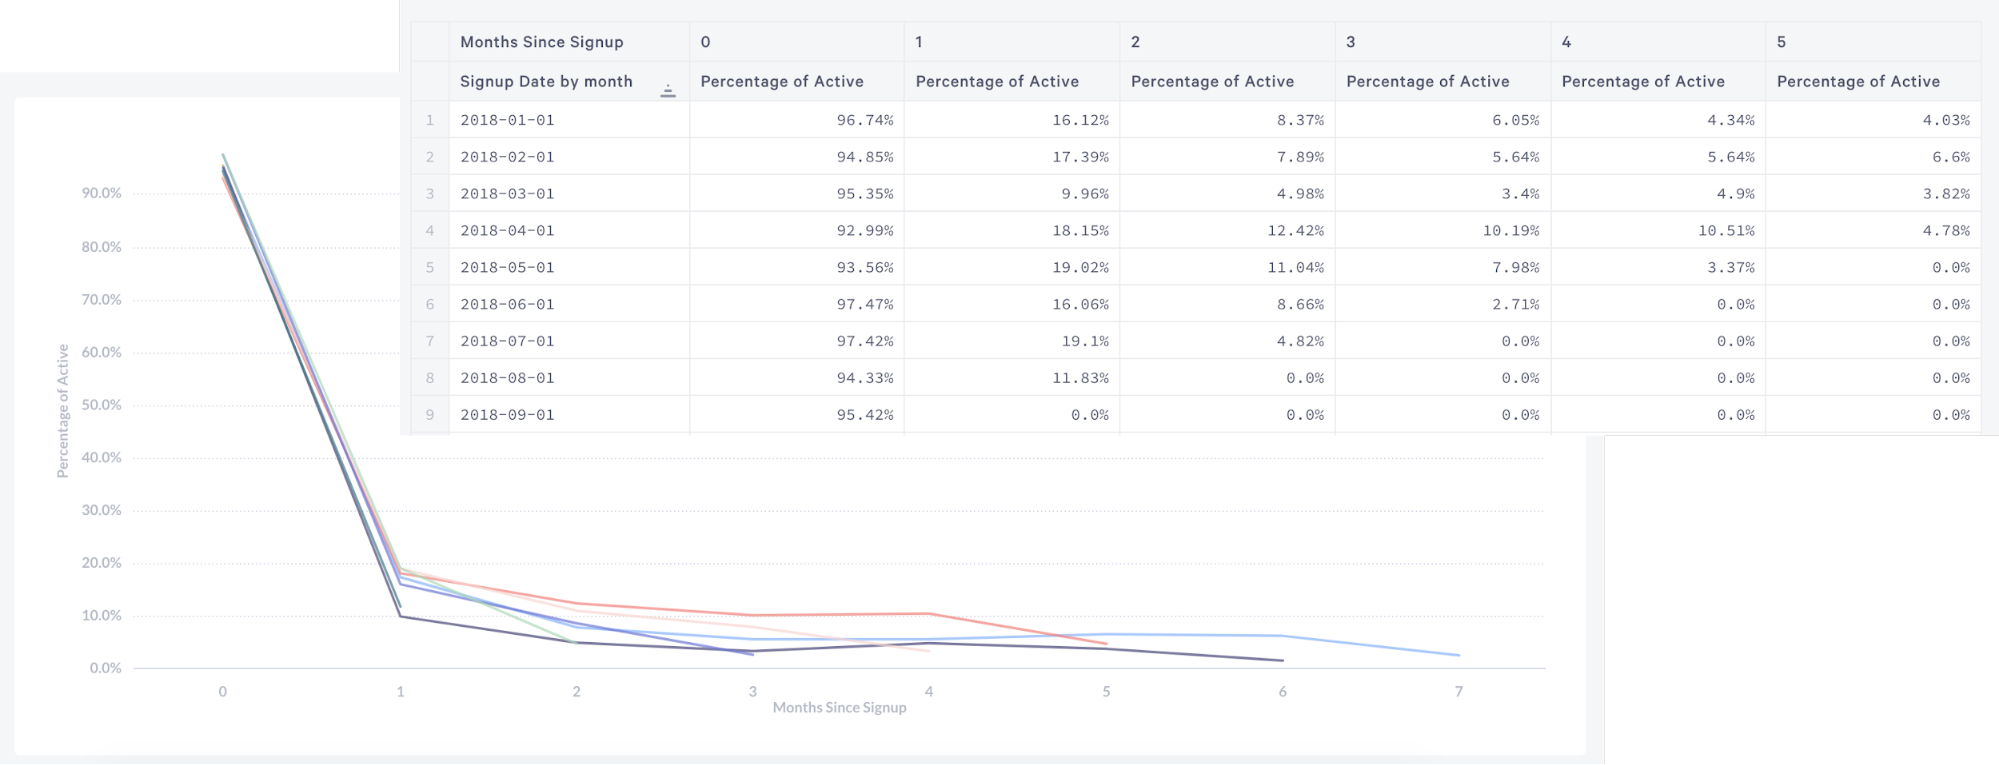 Months Since Signup 0 1 2 3 4 5
Signup Date by month Percentage of Active Percentage of Active Percentage of Active Percentage of Active Percentage of Active Percentage of Active
1 2018-01-01 96.74% 16.12% 8.37% 6.05% 4.34% 4.03%
2 2018-02-01 94.85% 17.39% 7.89% 5.64% 5.64% 6.6%
3 2018-03-01 95.35% 9.96% 4.98% 3.4% 4.9% 3.82%
4 2018-04-01 92.99% 18.15% 12.42% 10.19% 10.51% 4.78%
5 2018-05-01 93.56% 19.02% 11.04% 7.98% 3.37% 0.0%
6 2018-06-01 97.47% 16.06% 8.66% 2.71% 0.0% 0.0%
7 2018-07-01 97.42% 19.1% 4.82% 0.0% 0.0% 0.0%
8 2018-08-01 94.33% 11.83% 0.0% 0.0% 0.0% 0.0%
9 2018-09-01 95.42% 0.0% 0.0% 0.0% 0.0% 0.0%
Percentage of Active
90.0%
80.0%
70.0%
60.0%
50.0%
40.0%
30.0%
20.0%
10.0%
0.0%
0 1 2 3 4 5 6 7
Months Since Signup